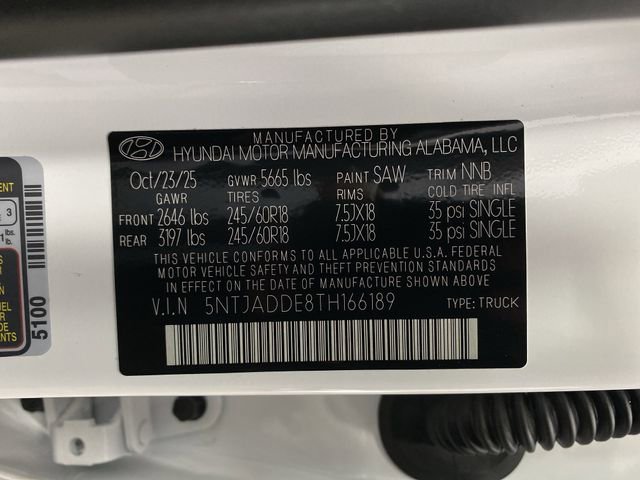 MANUFACTURED BY
HYUNDAI MOTOR MANUFACTURING ALABAMA, LLC
Oct/23/25 GVWR 5665 lbs PAINT SAW TRIM NNB
GAWR TIRES RIMS COLD TIRE INFL
FRONT 2646 lbs 245/60R18 7.5JX18 35 psi SINGLE
REAR 3197 lbs 245/60R18 7.5JX18 35 psi SINGLE
THIS VEHICLE CONFORMS TO ALL APPLICABLE U.S.A. FEDERAL
MOTOR VEHICLE SAFETY AND THEFT PREVENTION STANDARDS
IN EFFECT ON THE DATE OF MANUFACTURE SHOWN ABOVE
V.I.N 5NTJADDE8TH166189 TYPE: TRUCK
3
lbs.
5100